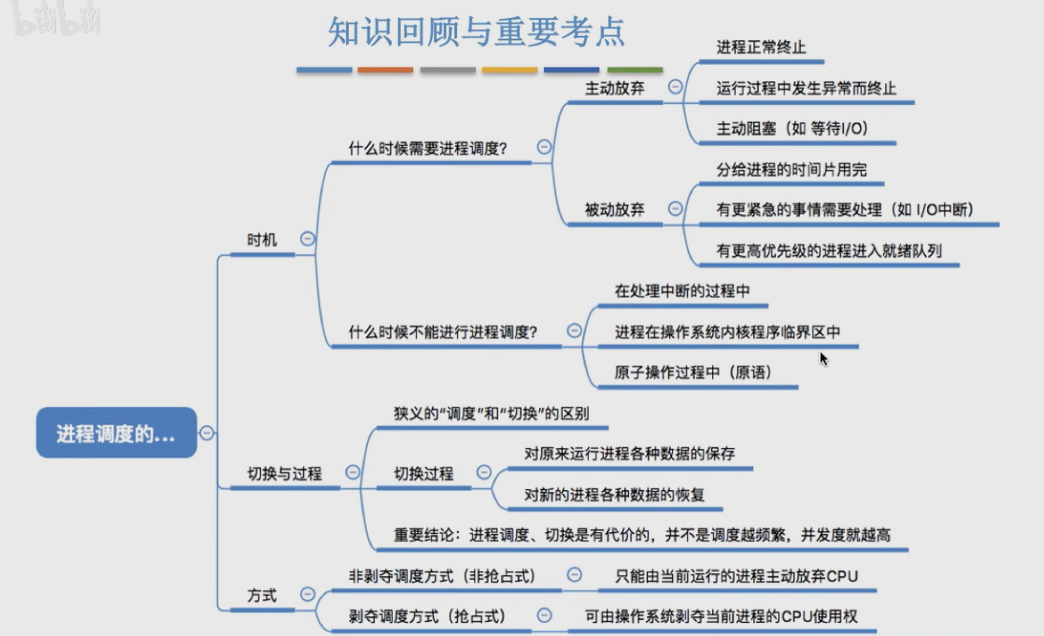 bilibili
知识回顾与重要考点
进程正常终止
主动放弃
运行过程中发生异常而终止
主动阻塞（如 等待I/O）
什么时候需要进程调度？
分给进程的时间片用完
被动放弃
有更紧急的事情需要处理（如 I/O中断）
有更高优先级的进程进入就绪队列
时机
在处理中断的过程中
什么时候不能进行进程调度？
进程在操作系统内核程序临界区中
原子操作过程中（原语）
进程调度的...
狭义的“调度”和“切换”的区别
切换与过程
切换过程
对原来运行进程各种数据的保存
对新的进程各种数据的恢复
重要结论：进程调度、切换是有代价的，并不是调度越频繁，并发度就越高
方式
非剥夺调度方式（非抢占式）
只能由当前运行的进程主动放弃CPU
剥夺调度方式（抢占式）
可由操作系统剥夺当前进程的CPU使用权